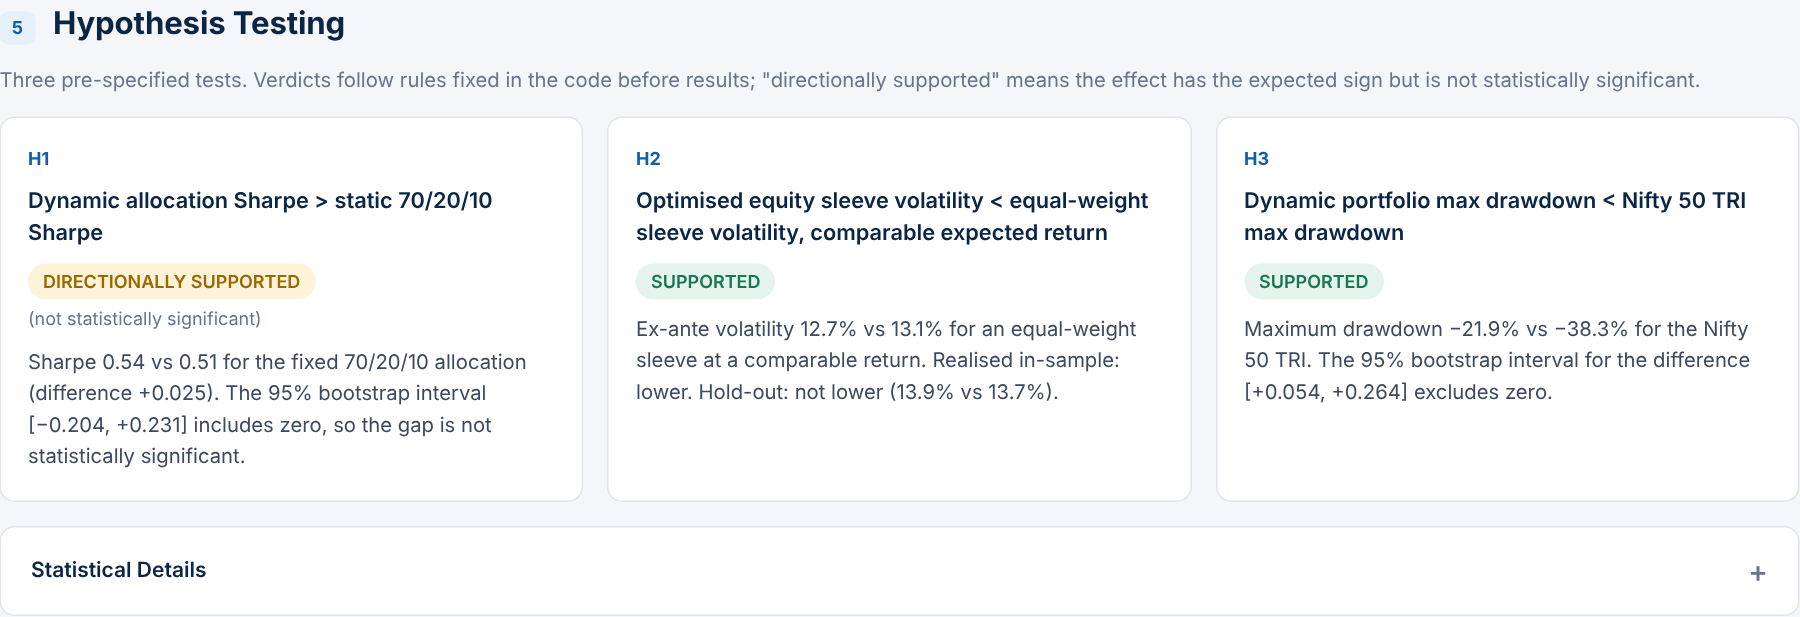 5 Hypothesis Testing
Three pre-specified tests. Verdicts follow rules fixed in the code before results; "directionally supported" means the effect has the expected sign but is not statistically significant.
H1
Dynamic allocation Sharpe > static 70/20/10
Sharpe
DIRECTIONALLY SUPPORTED
(not statistically significant)
Sharpe 0.54 vs 0.51 for the fixed 70/20/10 allocation
(difference +0.025). The 95% bootstrap interval
[−0.204, +0.231] includes zero, so the gap is not
statistically significant.
H2
Optimised equity sleeve volatility < equal-weight
sleeve volatility, comparable expected return
SUPPORTED
Ex-ante volatility 12.7% vs 13.1% for an equal-weight
sleeve at a comparable return. Realised in-sample:
lower. Hold-out: not lower (13.9% vs 13.7%).
H3
Dynamic portfolio max drawdown < Nifty 50 TRI
max drawdown
SUPPORTED
Maximum drawdown −21.9% vs −38.3% for the Nifty
50 TRI. The 95% bootstrap interval for the difference
[+0.054, +0.264] excludes zero.
Statistical Details +